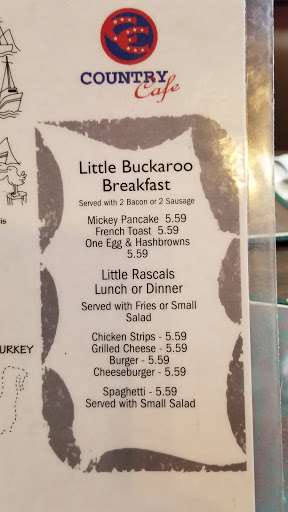 COUNTRY
Cafe
Little Buckaroo
Breakfast
Served with 2 Bacon or 2 Sausage
Mickey Pancake 5.59
French Toast 5.59
One Egg & Hashbrowns
5.59
Little Rascals
Lunch or Dinner
Served with Fries or Small
Salad
Chicken Strips - 5.59
Grilled Cheese - 5.59
Burger - 5.59
Cheeseburger - 5.59
Spaghetti - 5.59
Served with Small Salad
is
URKEY